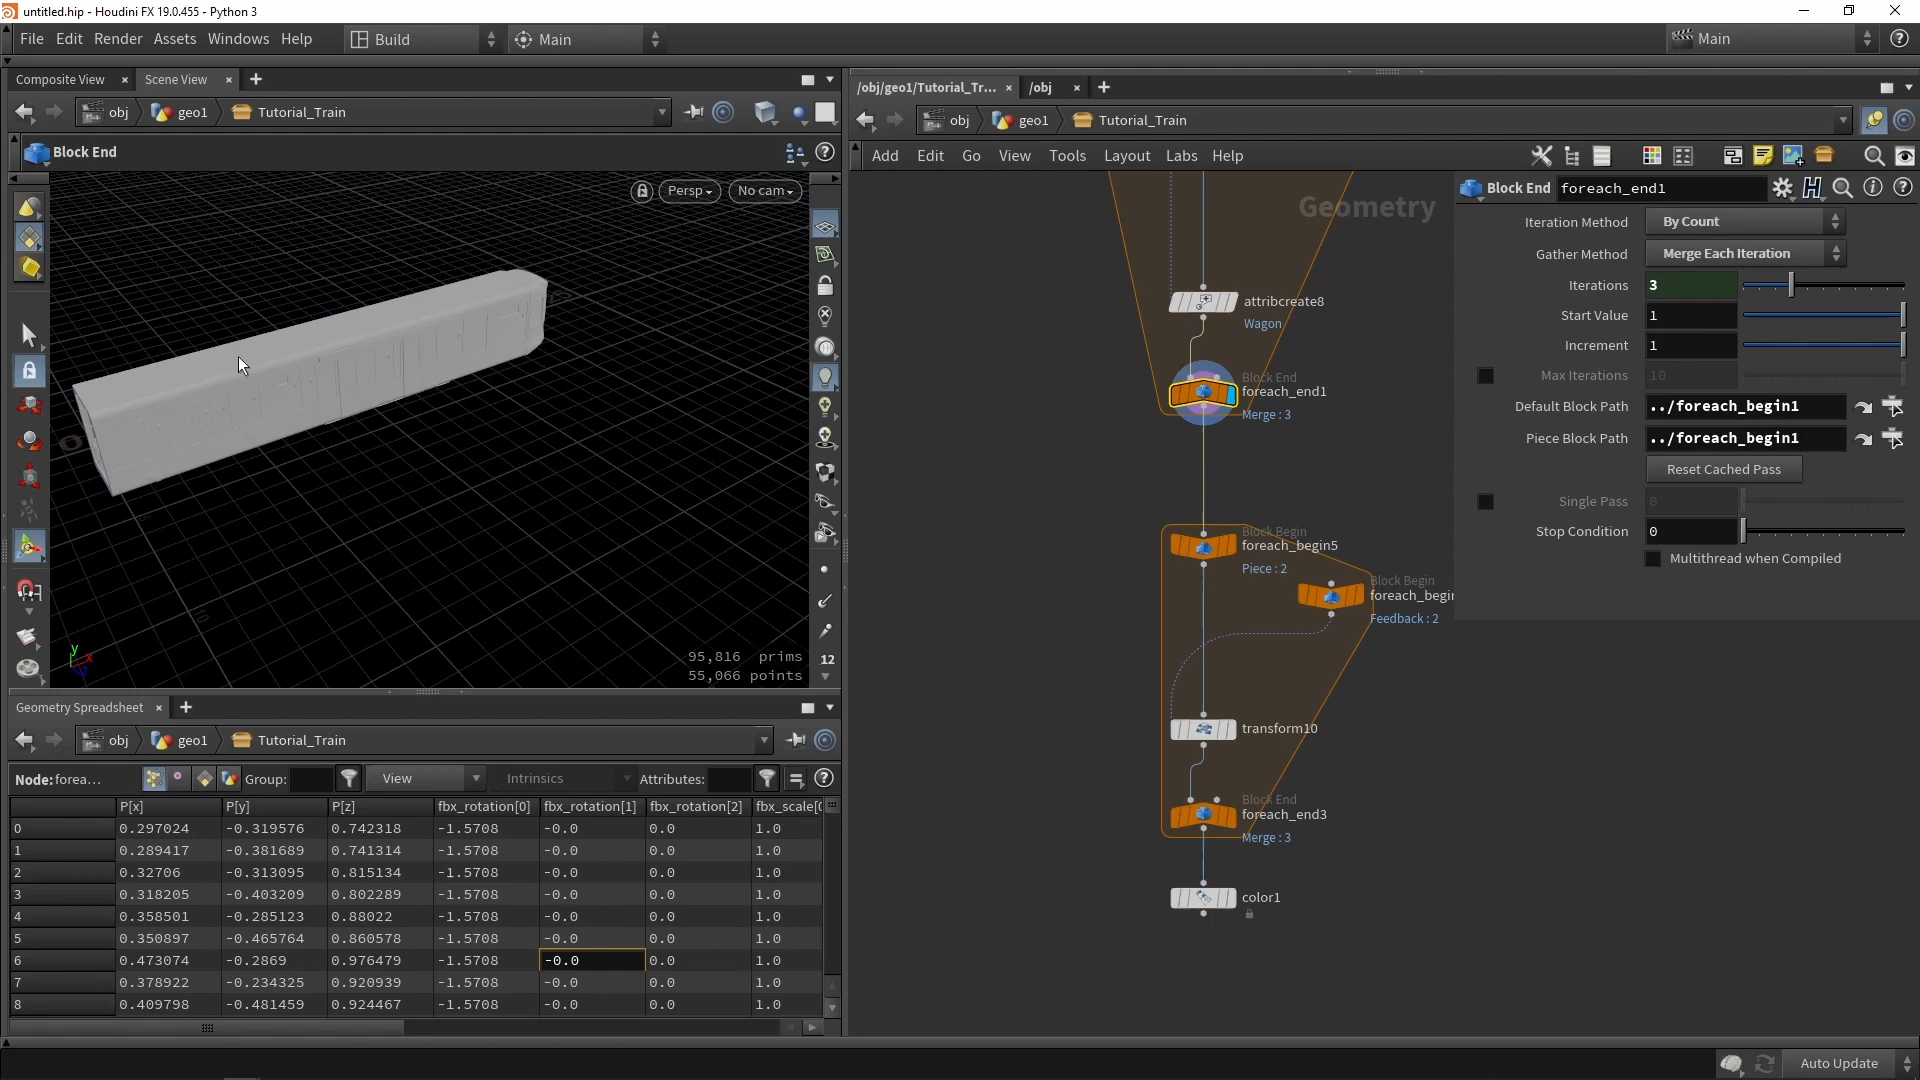 untitled.hip - Houdini FX 19.0.455 - Python 3
File Edit Render Assets Windows Help Build Main Main
Composite View × Scene View × +
obj geo1 Tutorial_Train
Block End
Persp No cam
95,816 prims
55,066 points
12
y x
Geometry Spreadsheet × +
obj geo1 Tutorial_Train
Node:forea... Group: View Intrinsics Attributes:
P[x] P[y] P[z] fbx_rotation[0] fbx_rotation[1] fbx_rotation[2] fbx_scale[0
0 0.297024 -0.319576 0.742318 -1.5708 -0.0 0.0 1.0
1 0.289417 -0.381689 0.741314 -1.5708 -0.0 0.0 1.0
2 0.32706 -0.313095 0.815134 -1.5708 -0.0 0.0 1.0
3 0.318205 -0.403209 0.802289 -1.5708 -0.0 0.0 1.0
4 0.358501 -0.285123 0.88022 -1.5708 -0.0 0.0 1.0
5 0.350897 -0.465764 0.860578 -1.5708 -0.0 0.0 1.0
6 0.473074 -0.2869 0.976479 -1.5708 -0.0 0.0 1.0
7 0.378922 -0.234325 0.920939 -1.5708 -0.0 0.0 1.0
8 0.409798 -0.481459 0.924467 -1.5708 -0.0 0.0 1.0
/obj/geo1/Tutorial_Tr... × /obj × +
obj geo1 Tutorial_Train
Add Edit Go View Tools Layout Labs Help
Geometry
attribcreate8
Wagon
Block End
foreach_end1
Merge : 3
Block Begin
foreach_begin5
Piece : 2
Block Begin
foreach_begin
Feedback : 2
transform10
Block End
foreach_end3
Merge : 3
color1
Block End foreach_end1
Iteration Method By Count
Gather Method Merge Each Iteration
Iterations 3
Start Value 1
Increment 1
Max Iterations 10
Default Block Path ../foreach_begin1
Piece Block Path ../foreach_begin1
Reset Cached Pass
Single Pass 0
Stop Condition 0
Multithread when Compiled
Auto Update